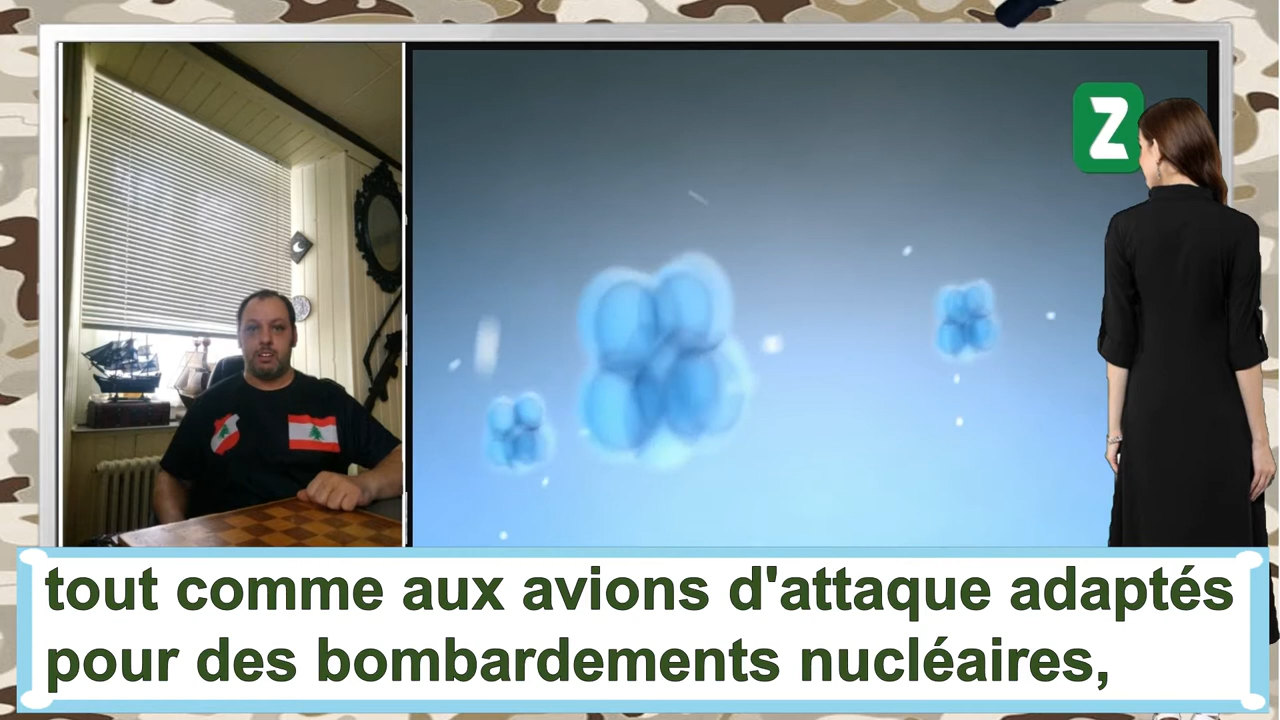 Z
tout comme aux avions d'attaque adaptés
pour des bombardements nucléaires,